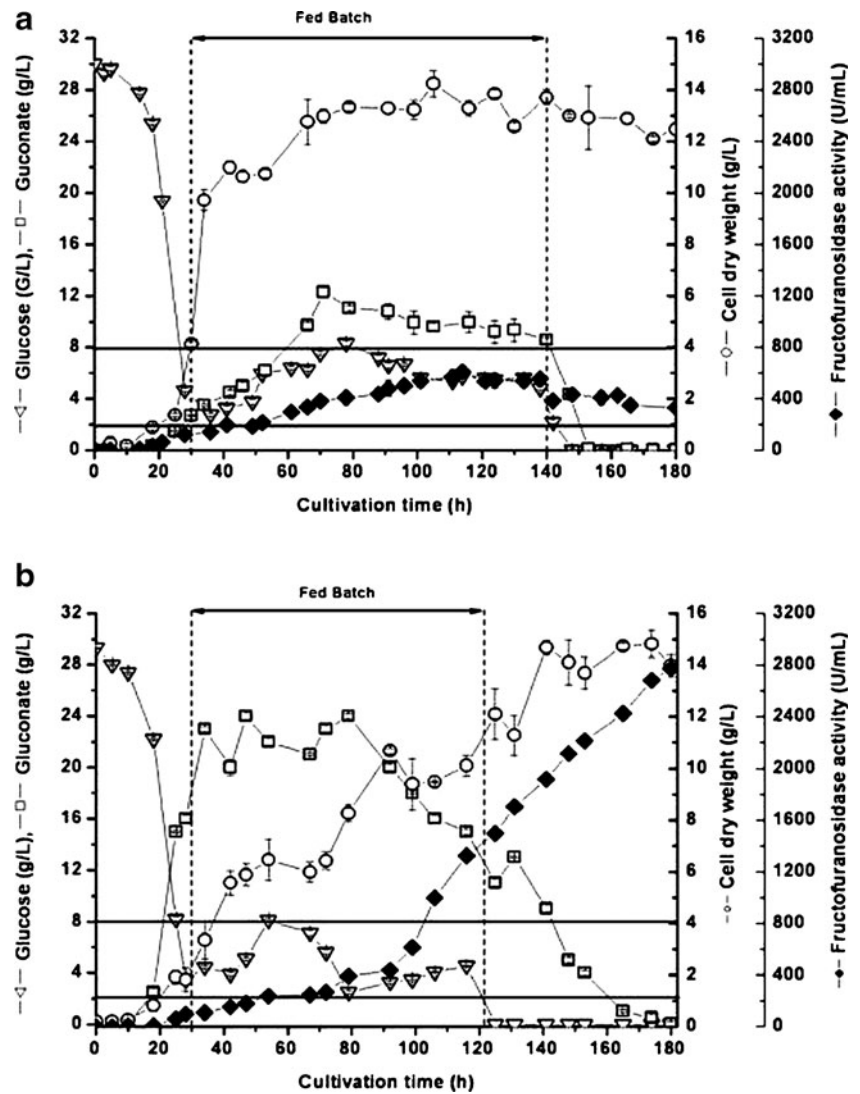 a
Fed Batch
32 28 24 20 16 12 8 4 0
16 14 12 10 8 6 4 2 0
3200 2800 2400 2000 1600 1200 800 400 0
Glucose (G/L), Guconate (g/L)
Cell dry weight (g/L)
Fructofuranosidase activity (U/mL)
0 20 40 60 80 100 120 140 160 180
Cultivation time (h)
b
Fed Batch
32 28 24 20 16 12 8 4 0
16 14 12 10 8 6 4 2 0
3200 2800 2400 2000 1600 1200 800 400 0
Glucose (g/L), Gluconate (g/L)
Cell dry weight (g/L)
Fructofuranosidase activity (U/mL)
0 20 40 60 80 100 120 140 160 180
Cultivation time (h)